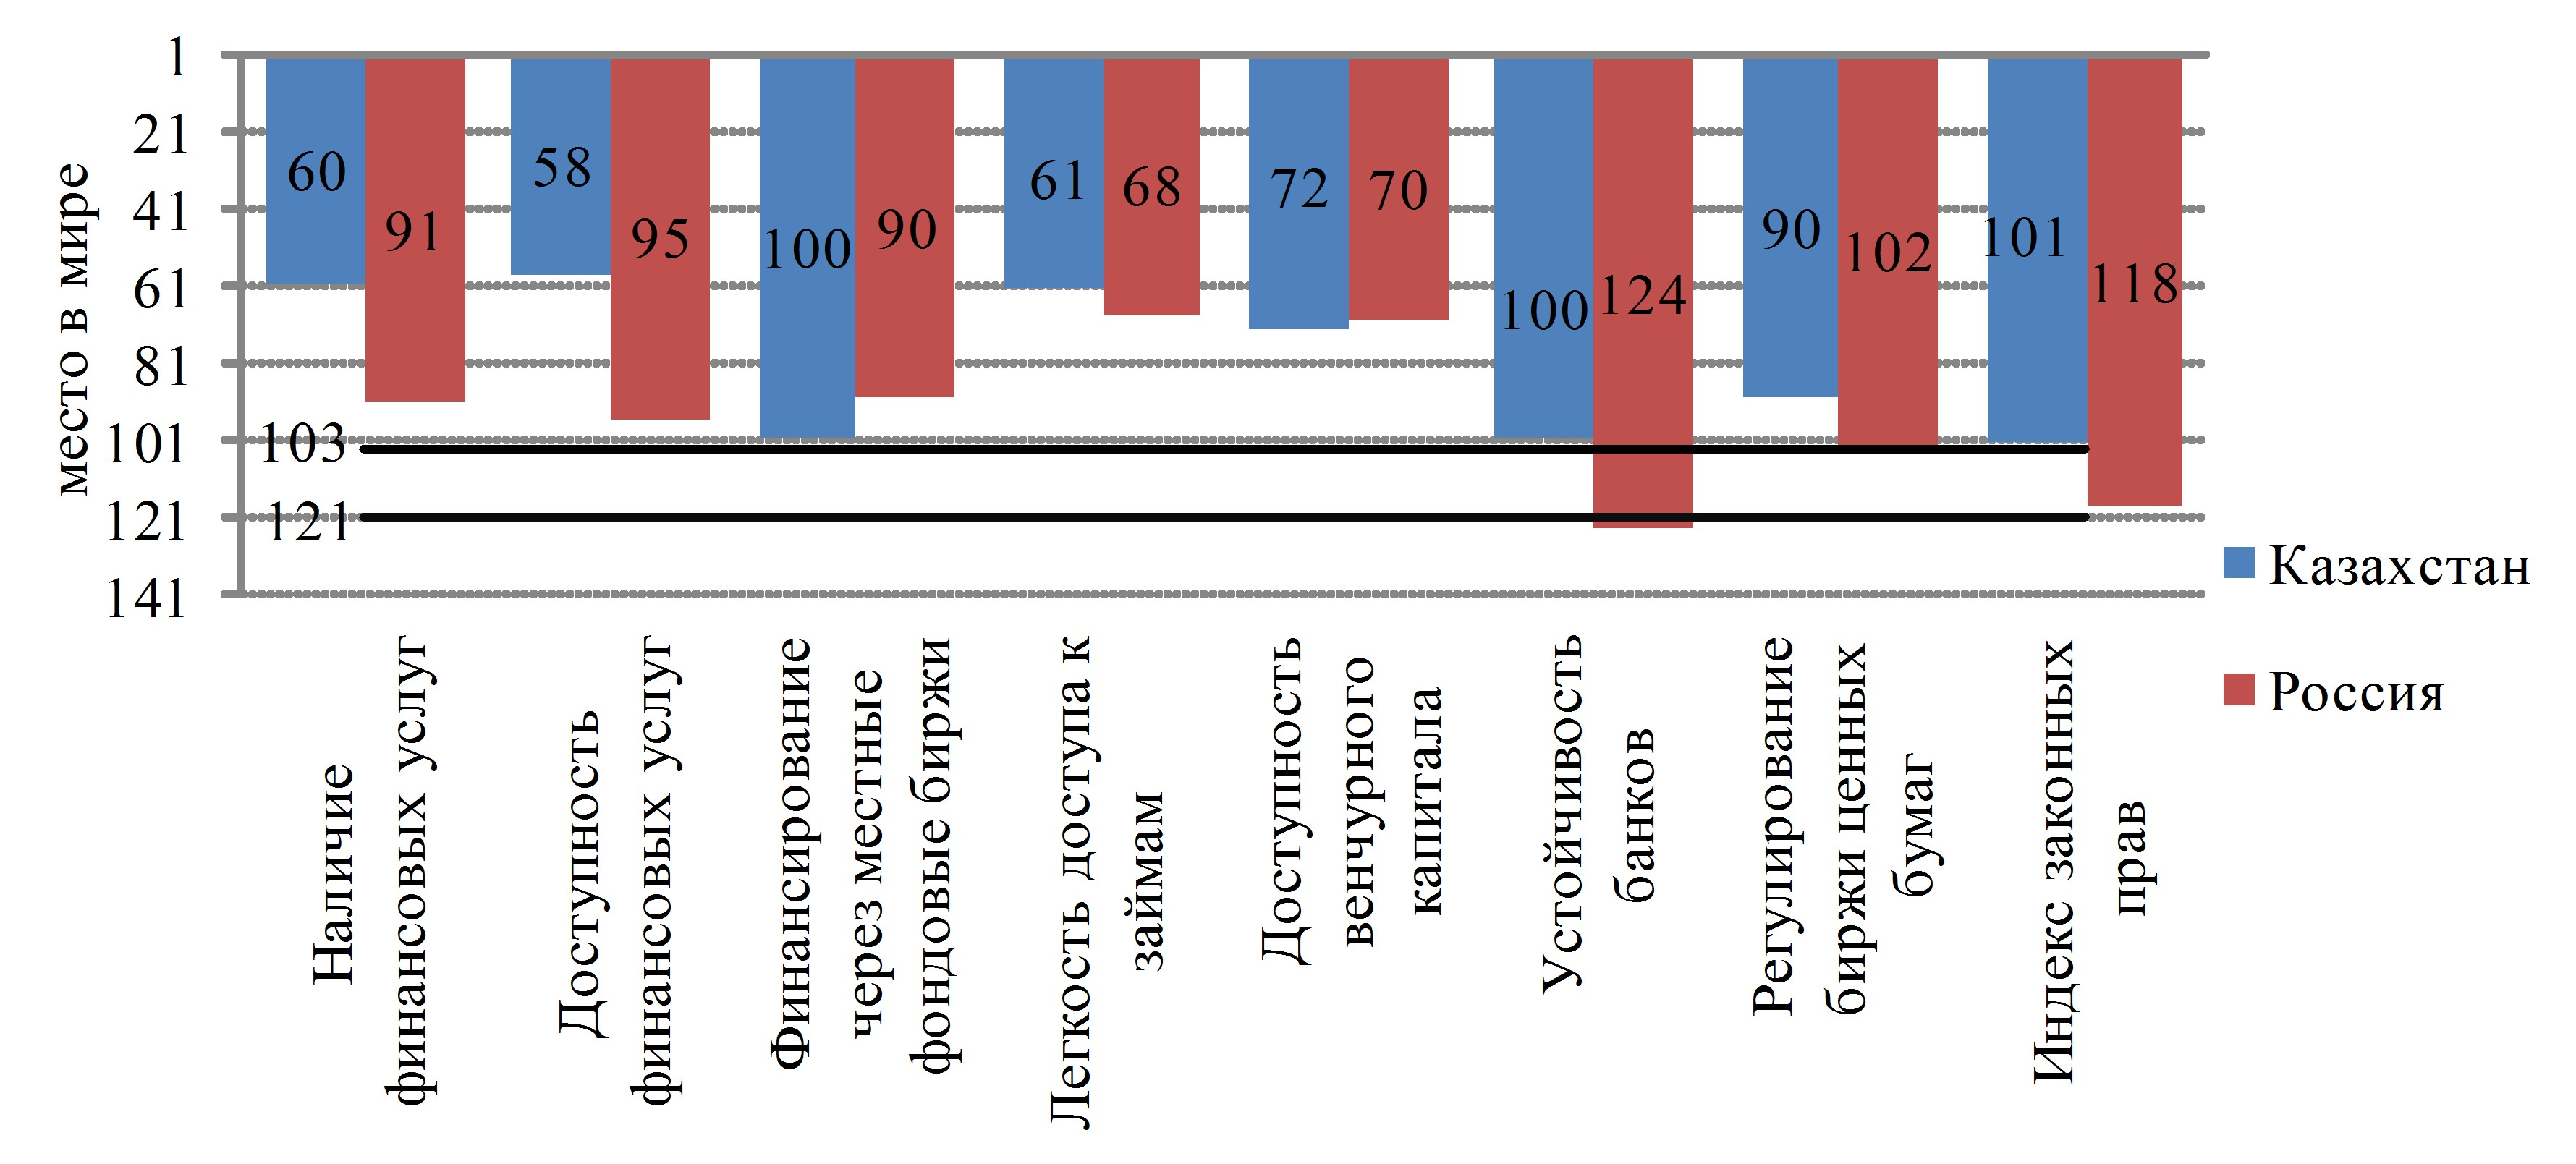 место в мире
1
21
41
61
81
101
121
141
103
121
60
91
58
95
100
90
61
68
72
70
100
124
90
102
101
118
Наличие
финансовых услуг
Доступность
финансовых услуг
Финансирование
через местные
фондовые биржи
Легкость доступа к
займам
Доступность
венчурного
капитала
Устойчивость
банков
Регулирование
биржи ценных
бумаг
Индекс законных
прав
Казахстан
Россия